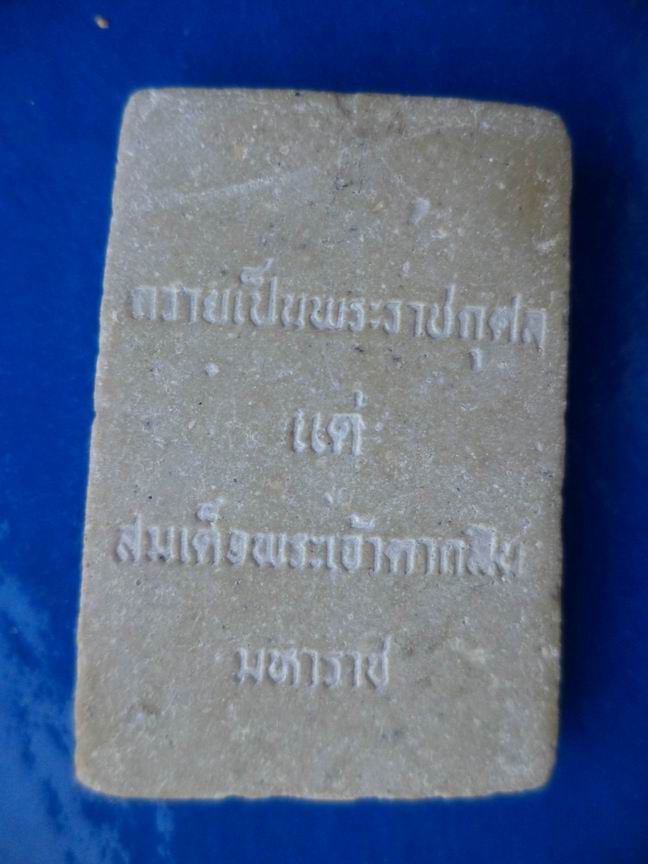 ถวายเป็นพระราชกุศล
แด่
สมเด็จพระเจ้าตากสิน
มหาราช